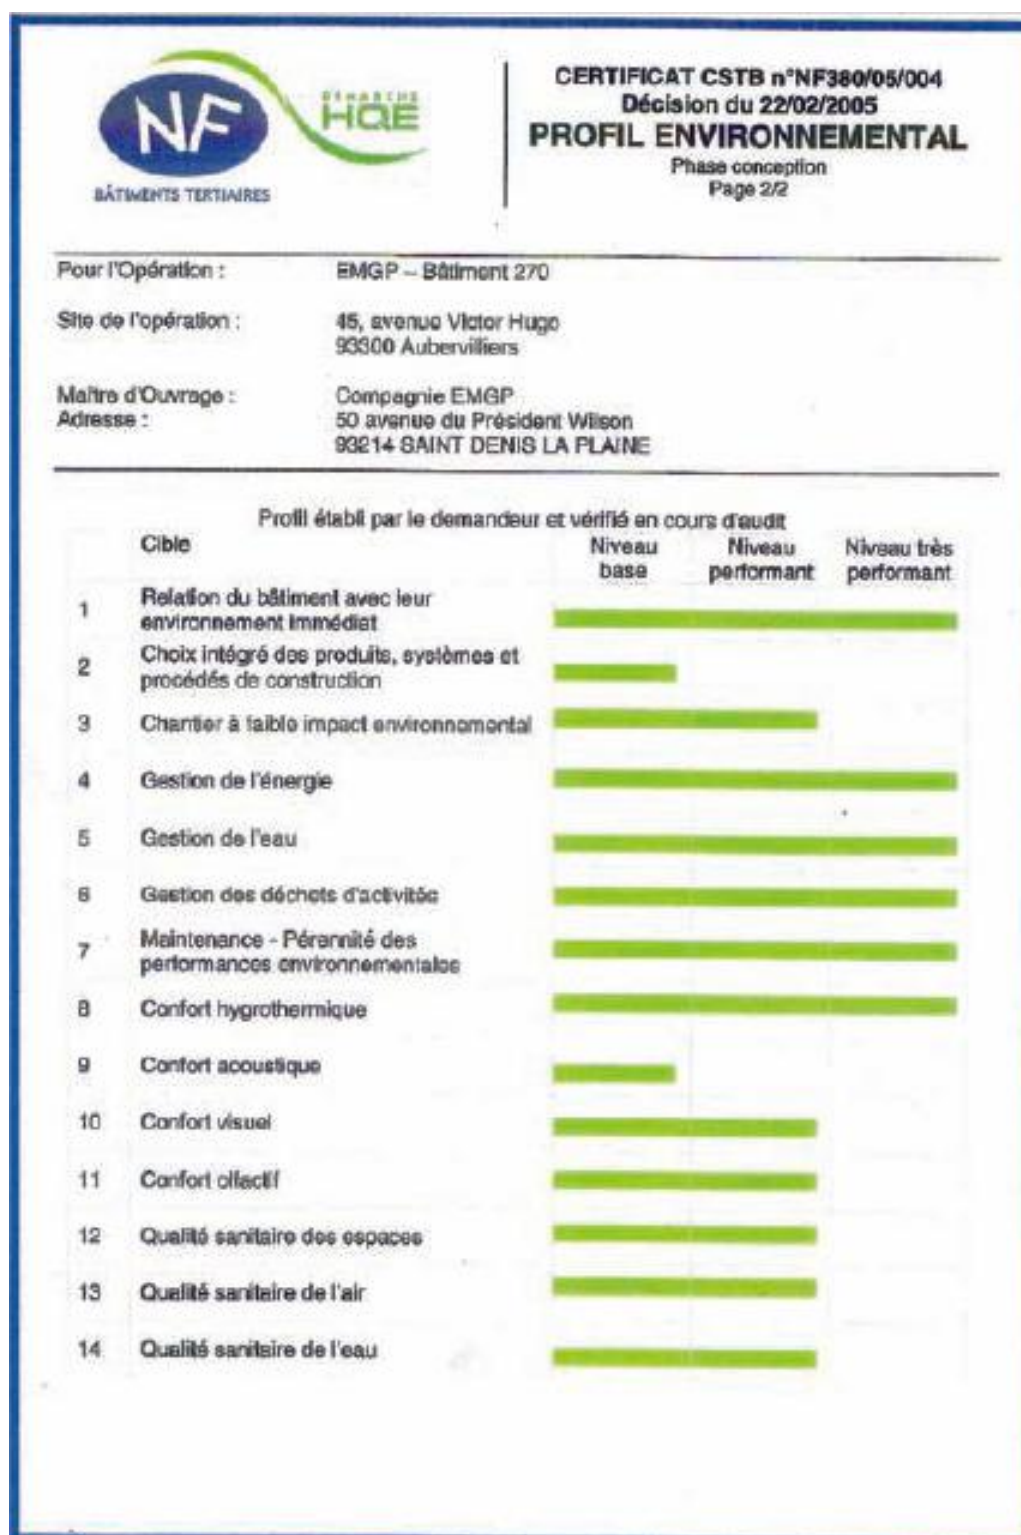 NF
DÉMARCHE
HQE
BÂTIMENTS TERTIAIRES
CERTIFICAT CSTB n°NF380/05/004
Décision du 22/02/2005
PROFIL ENVIRONNEMENTAL
Phase conception
Page 2/2
Pour l'Opération : EMGP – Bâtiment 270
Site de l'opération : 45, avenue Victor Hugo
93300 Aubervilliers
Maître d'Ouvrage : Compagnie EMGP
Adresse : 50 avenue du Président Wilson
93214 SAINT DENIS LA PLAINE
Profil établi par le demandeur et vérifié en cours d'audit
Cible Niveau base Niveau performant Niveau très performant
1 Relation du bâtiment avec leur
environnement immédiat
2 Choix intégré des produits, systèmes et
procédés de construction
3 Chantier à faible impact environnemental
4 Gestion de l'énergie
5 Gestion de l'eau
6 Gestion des déchets d'activités
7 Maintenance - Pérennité des
performances environnementales
8 Confort hygrothermique
9 Confort acoustique
10 Confort visuel
11 Confort olfactif
12 Qualité sanitaire des espaces
13 Qualité sanitaire de l'air
14 Qualité sanitaire de l'eau